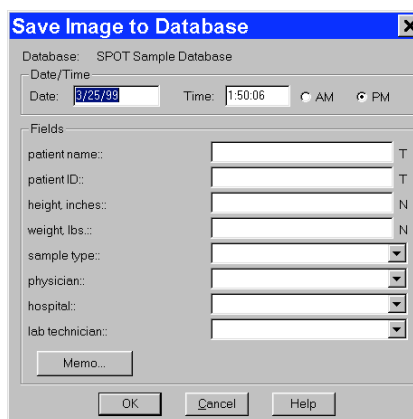 Save Image to Database
Database: SPOT Sample Database
Date/Time
Date: 3/25/99 Time: 1:50:06 AM PM
Fields
patient name:: T
patient ID:: T
height, inches:: N
weight, lbs.:: N
sample type::
physician::
hospital::
lab technician::
Memo...
OK Cancel Help